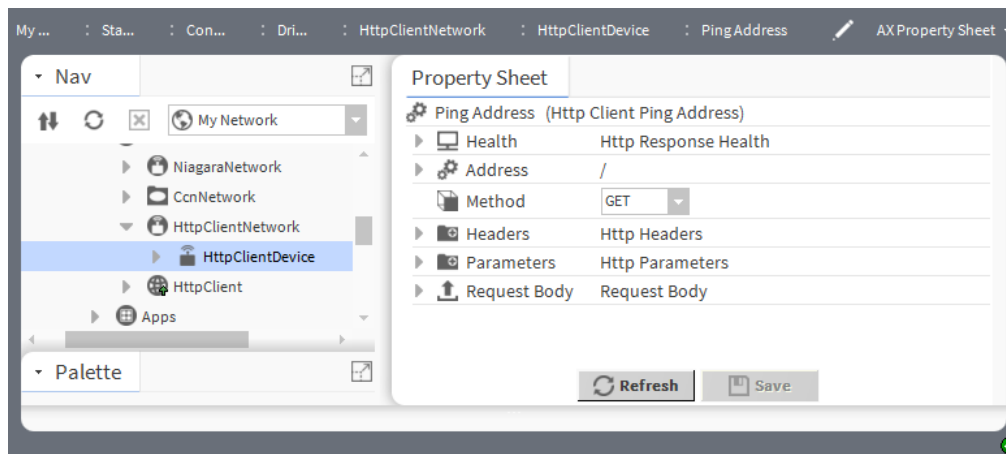 My ... : Sta... : Con... : Dri... : HttpClientNetwork : HttpClientDevice : Ping Address AX Property Sheet
Nav
My Network
NiagaraNetwork
CcnNetwork
HttpClientNetwork
HttpClientDevice
HttpClient
Apps
Palette
Property Sheet
Ping Address (Http Client Ping Address)
Health Http Response Health
Address /
Method GET
Headers Http Headers
Parameters Http Parameters
Request Body Request Body
Refresh Save